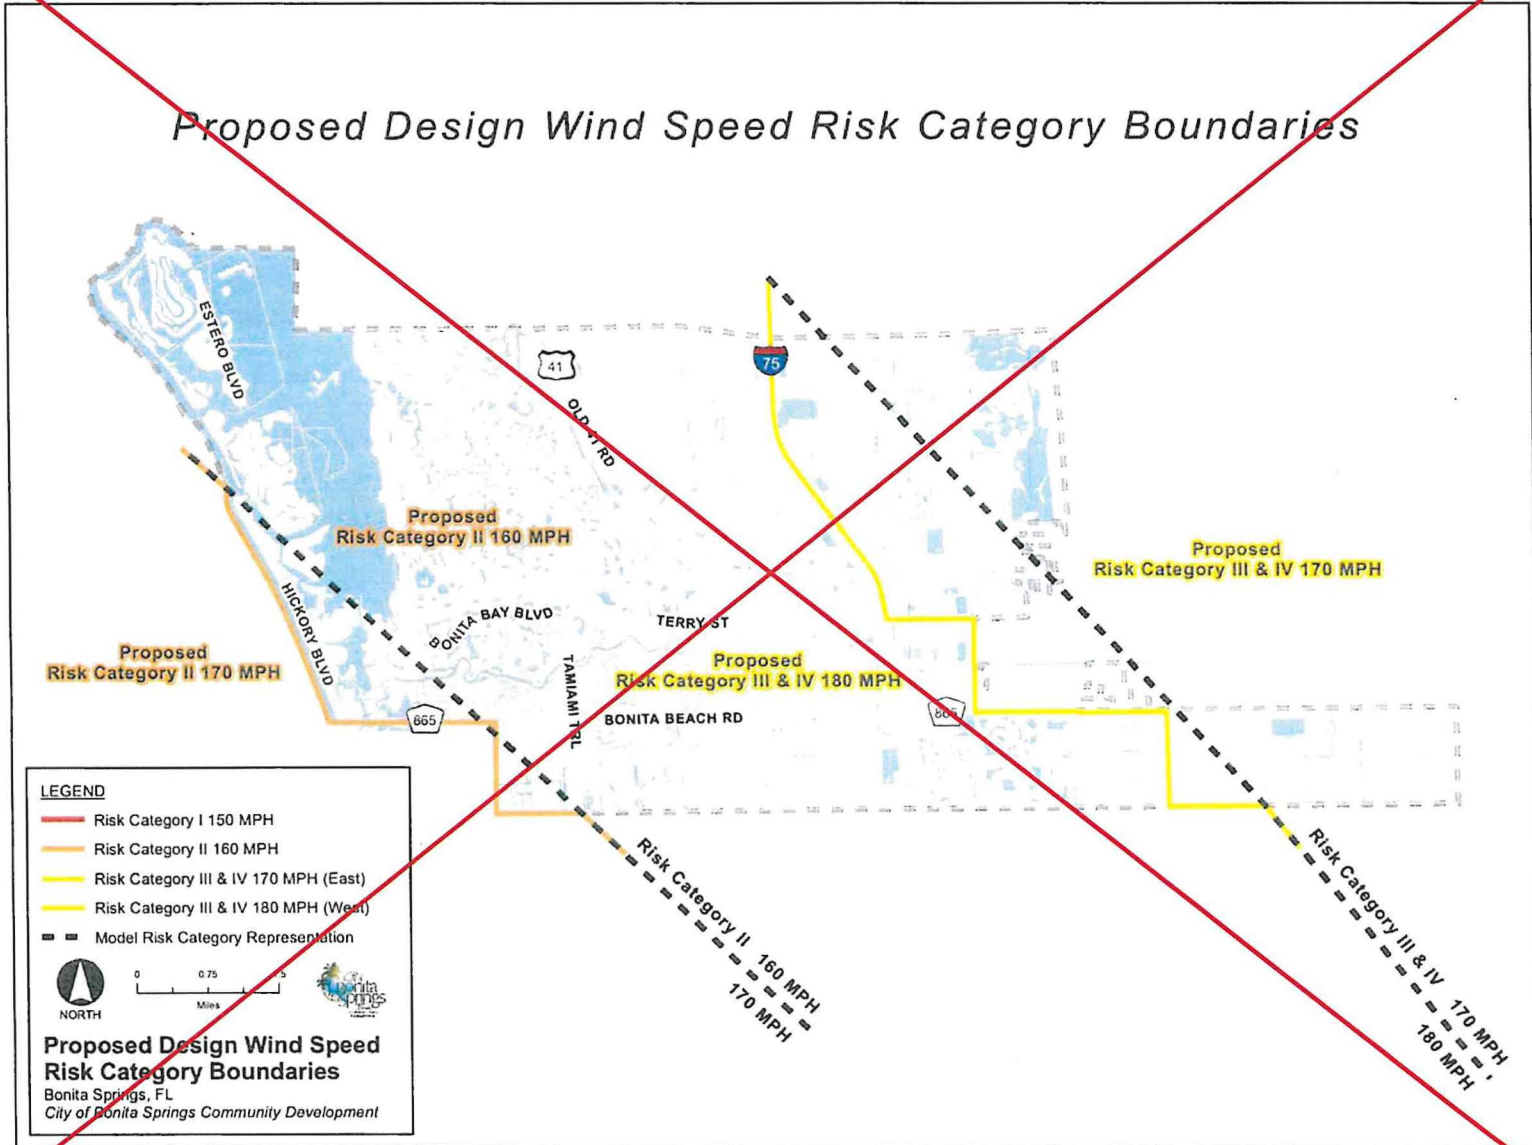 Proposed Design Wind Speed Risk Category Boundaries
ESTERO BLVD
41
75
OLD 41 RD
Proposed
Risk Category II 160 MPH
Proposed
Risk Category III & IV 170 MPH
HICKORY BLVD
BONITA BAY BLVD
TERRY ST
Proposed
Risk Category II 170 MPH
TAMIAMI TRL
Proposed
Risk Category III & IV 180 MPH
865
BONITA BEACH RD
865
LEGEND
Risk Category I 150 MPH
Risk Category II 160 MPH
Risk Category III & IV 170 MPH (East)
Risk Category III & IV 180 MPH (West)
Model Risk Category Representation
NORTH
0 0.75
Miles
Bonita
Springs
Proposed Design Wind Speed
Risk Category Boundaries
Bonita Springs, FL
City of Bonita Springs Community Development
Risk Category II 160 MPH
170 MPH
Risk Category III & IV 170 MPH
180 MPH